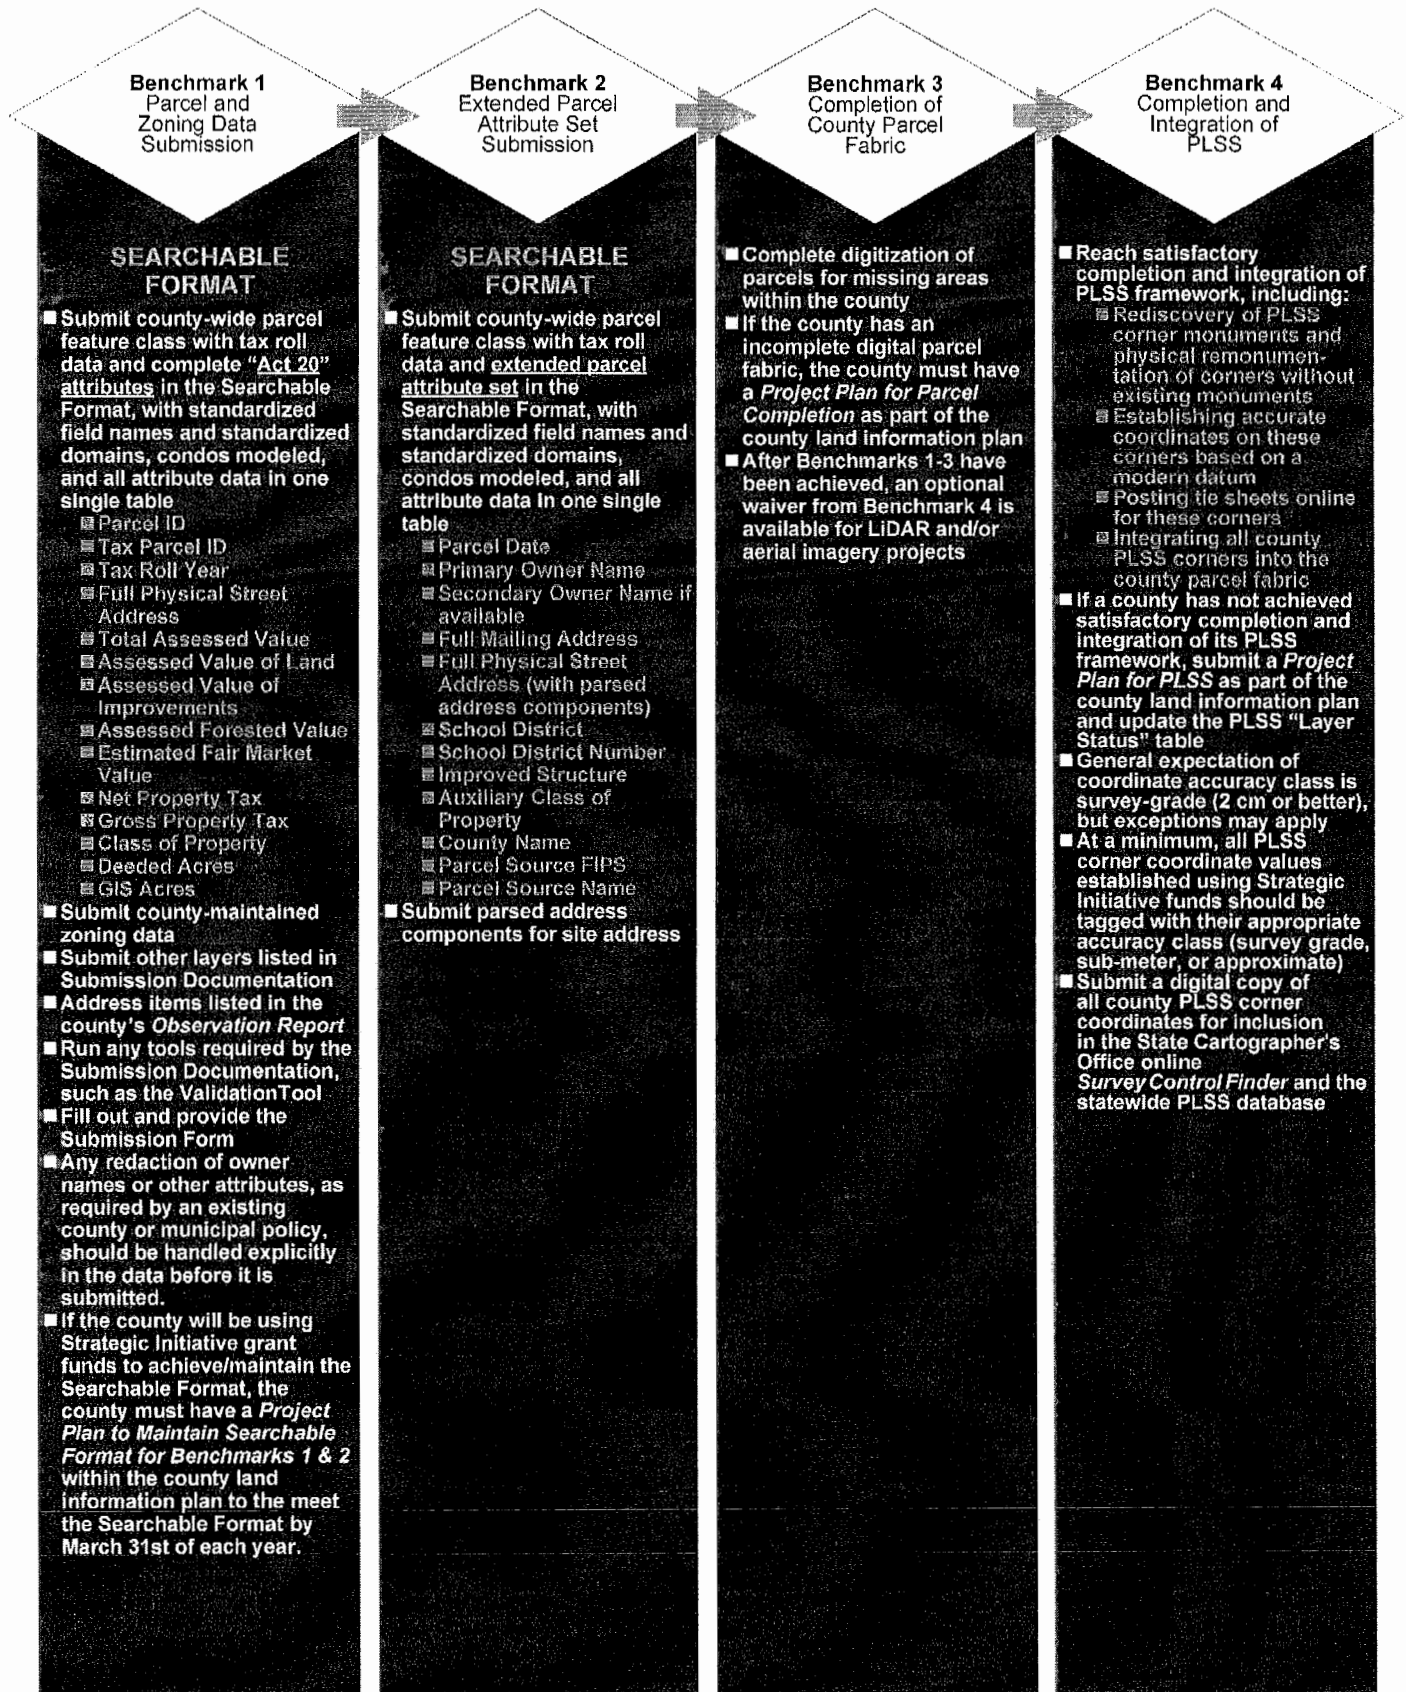 Benchmark 1
Parcel and
Zoning Data
Submission
SEARCHABLE
FORMAT
Submit county-wide parcel
feature class with tax roll
data and complete “Act 20”
attributes in the Searchable
Format, with standardized
field names and standardized
domains, condos modeled,
and all attribute data in one
single table
Parcel ID
Tax Parcel ID
Tax Roll Year
Full Physical Street
Address
Total Assessed Value
Assessed Value of Land
Assessed Value of
Improvements
Assessed Forested Value
Estimated Fair Market
Value
Net Property Tax
Gross Property Tax
Class of Property
Deeded Acres
GIS Acres
Submit county-maintained
zoning data
Submit other layers listed in
Submission Documentation
Address items listed in the
county's Observation Report
Run any tools required by the
Submission Documentation,
such as the ValidationTool
Fill out and provide the
Submission Form
Any redaction of owner
names or other attributes, as
required by an existing
county or municipal policy,
should be handled explicitly
in the data before it is
submitted.
If the county will be using
Strategic Initiative grant
funds to achieve/maintain the
Searchable Format, the
county must have a Project
Plan to Maintain Searchable
Format for Benchmarks 1 & 2
within the county land
information plan to the meet
the Searchable Format by
March 31st of each year.
Benchmark 2
Extended Parcel
Attribute Set
Submission
SEARCHABLE
FORMAT
Submit county-wide parcel
feature class with tax roll
data and extended parcel
attribute set in the
Searchable Format, with
standardized field names and
standardized domains,
condos modeled, and all
attribute data in one single
table
Parcel Date
Primary Owner Name
Secondary Owner Name if
available
Full Mailing Address
Full Physical Street
Address (with parsed
address components)
School District
School District Number
Improved Structure
Auxiliary Class of
Property
County Name
Parcel Source FIPS
Parcel Source Name
Submit parsed address
components for site address
Benchmark 3
Completion of
County Parcel
Fabric
Complete digitization of
parcels for missing areas
within the county
If the county has an
incomplete digital parcel
fabric, the county must have
a Project Plan for Parcel
Completion as part of the
county land information plan
After Benchmarks 1-3 have
been achieved, an optional
waiver from Benchmark 4 is
available for LiDAR and/or
aerial imagery projects
Benchmark 4
Completion and
Integration of
PLSS
Reach satisfactory
completion and integration of
PLSS framework, including:
Rediscovery of PLSS
corner monuments and
physical remonumen-
tation of corners without
existing monuments
Establishing accurate
coordinates on these
corners based on a
modern datum
Posting tie sheets online
for these corners
Integrating all county
PLSS corners into the
county parcel fabric
If a county has not achieved
satisfactory completion and
integration of its PLSS
framework, submit a Project
Plan for PLSS as part of the
county land information plan
and update the PLSS “Layer
Status” table
General expectation of
coordinate accuracy class is
survey-grade (2 cm or better),
but exceptions may apply
At a minimum, all PLSS
corner coordinate values
established using Strategic
Initiative funds should be
tagged with their appropriate
accuracy class (survey grade,
sub-meter, or approximate)
Submit a digital copy of
all county PLSS corner
coordinates for inclusion
in the State Cartographer's
Office online
Survey Control Finder and the
statewide PLSS database